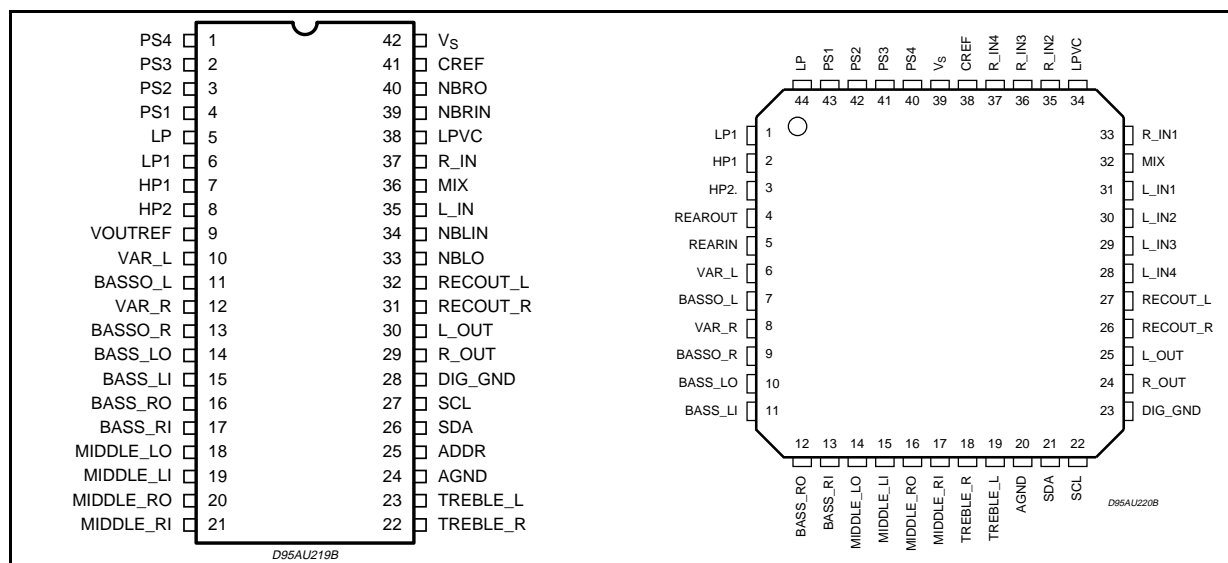 PS4 1 42 VS
PS3 2 41 CREF
PS2 3 40 NBRO
PS1 4 39 NBRIN
LP 5 38 LPVC
LP1 6 37 R_IN
HP1 7 36 MIX
HP2 8 35 L_IN
VOUTREF 9 34 NBLIN
VAR_L 10 33 NBLO
BASSO_L 11 32 RECOUT_L
VAR_R 12 31 RECOUT_R
BASSO_R 13 30 L_OUT
BASS_LO 14 29 R_OUT
BASS_LI 15 28 DIG_GND
BASS_RO 16 27 SCL
BASS_RI 17 26 SDA
MIDDLE_LO 18 25 ADDR
MIDDLE_LI 19 24 AGND
MIDDLE_RO 20 23 TREBLE_L
MIDDLE_RI 21 22 TREBLE_R
D95AU219B
LP PS1 PS2 PS3 PS4 VS CREF R_IN4 R_IN3 R_IN2 LPVC
44 43 42 41 40 39 38 37 36 35 34
LP1 1 33 R_IN1
HP1 2 32 MIX
HP2. 3 31 L_IN1
REAROUT 4 30 L_IN2
REARIN 5 29 L_IN3
VAR_L 6 28 L_IN4
BASSO_L 7 27 RECOUT_L
VAR_R 8 26 RECOUT_R
BASSO_R 9 25 L_OUT
BASS_LO 10 24 R_OUT
BASS_LI 11 23 DIG_GND
12 13 14 15 16 17 18 19 20 21 22
BASS_RO BASS_RI MIDDLE_LO MIDDLE_LI MIDDLE_RO MIDDLE_RI TREBLE_R TREBLE_L AGND SDA SCL
D95AU220B